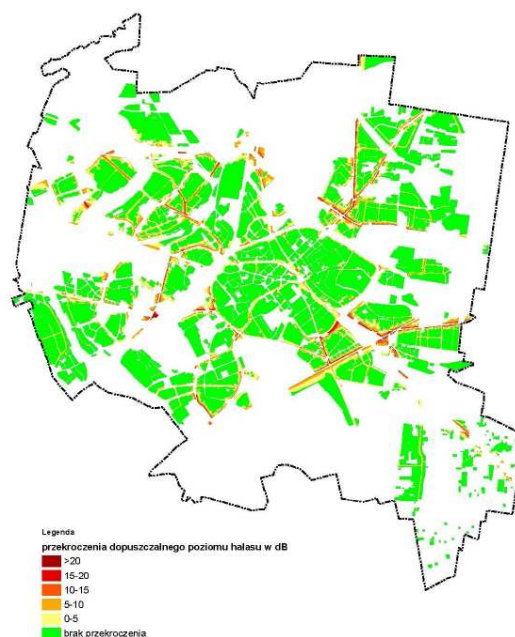 Legenda
przekroczenia dopuszczalnego poziomu hałasu w dB
>20
15-20
10-15
5-10
0-5
brak przekroczenia